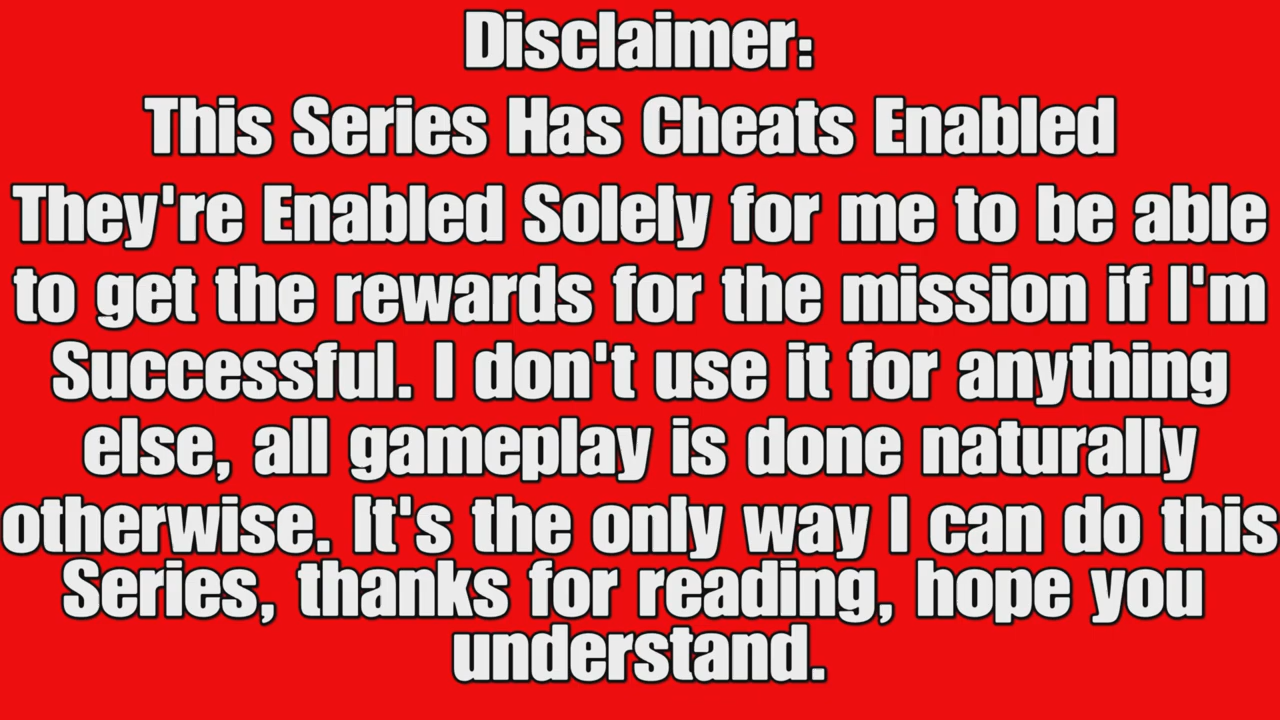 Disclaimer:
This Series Has Cheats Enabled
They're Enabled Solely for me to be able
to get the rewards for the mission if I'm
Successful. I don't use it for anything
else, all gameplay is done naturally
otherwise. It's the only way I can do this
Series, thanks for reading, hope you
understand.